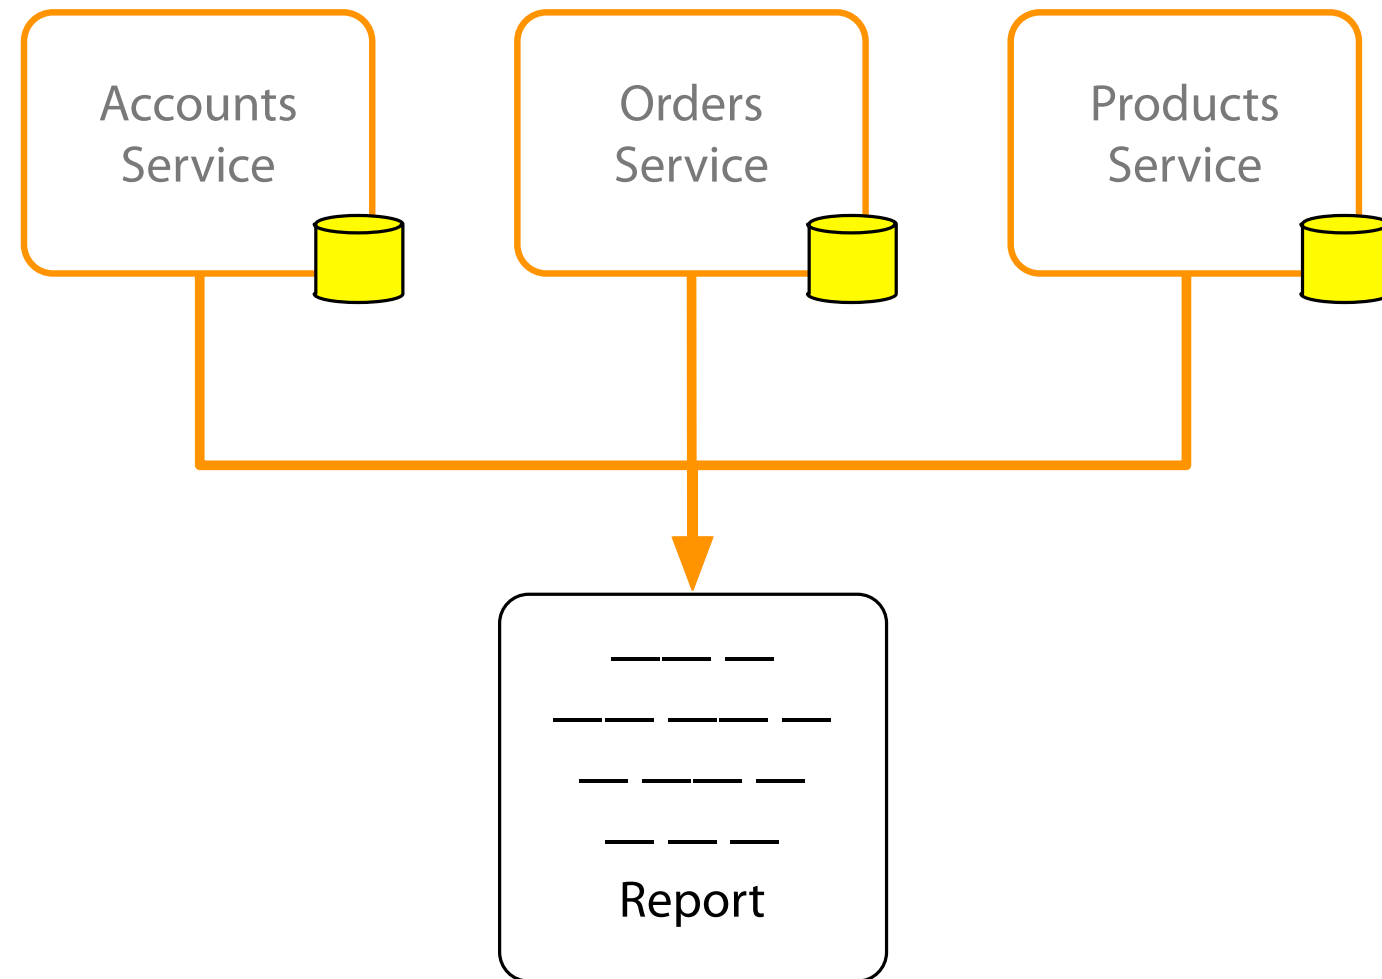 Accounts
Service
Orders
Service
Products
Service
Report